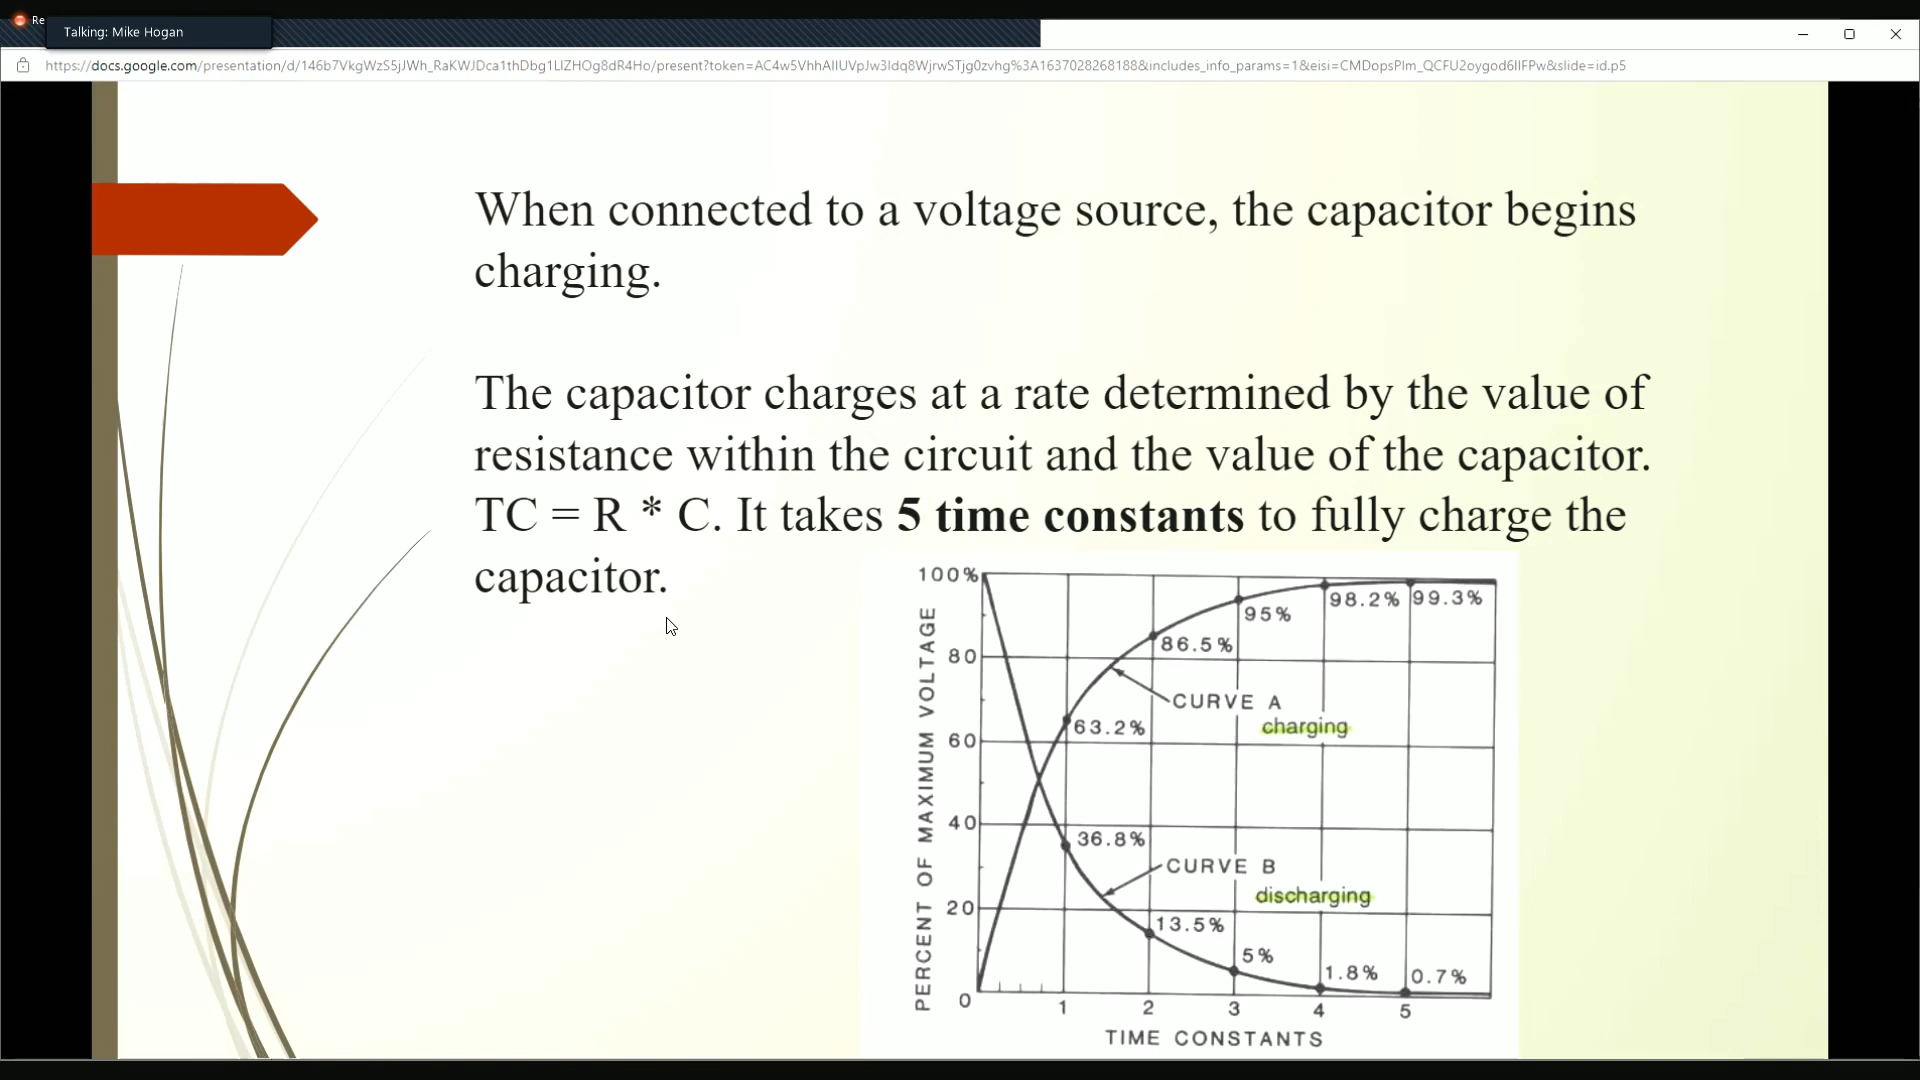 Re
Talking: Mike Hogan
https://docs.google.com/presentation/d/146b7VkgWzS5jJWh_RaKWJDca1thDbg1LIZHOg8dR4Ho/present?token=AC4w5VhhAIIUVpJw3Idq8WjrwSTjg0zvhg%3A1637028268188&includes_info_params=1&eisi=CMDopsPIm_QCFU2oygod6IIFPw&slide=id.p5
When connected to a voltage source, the capacitor begins
charging.
The capacitor charges at a rate determined by the value of
resistance within the circuit and the value of the capacitor.
TC = R * C. It takes 5 time constants to fully charge the
capacitor.
PERCENT OF MAXIMUM VOLTAGE
100%
80
60
40
20
0
63.2%
86.5%
95%
98.2%
99.3%
CURVE A
charging
36.8%
CURVE B
discharging
13.5%
5%
1.8%
0.7%
1 2 3 4 5
TIME CONSTANTS